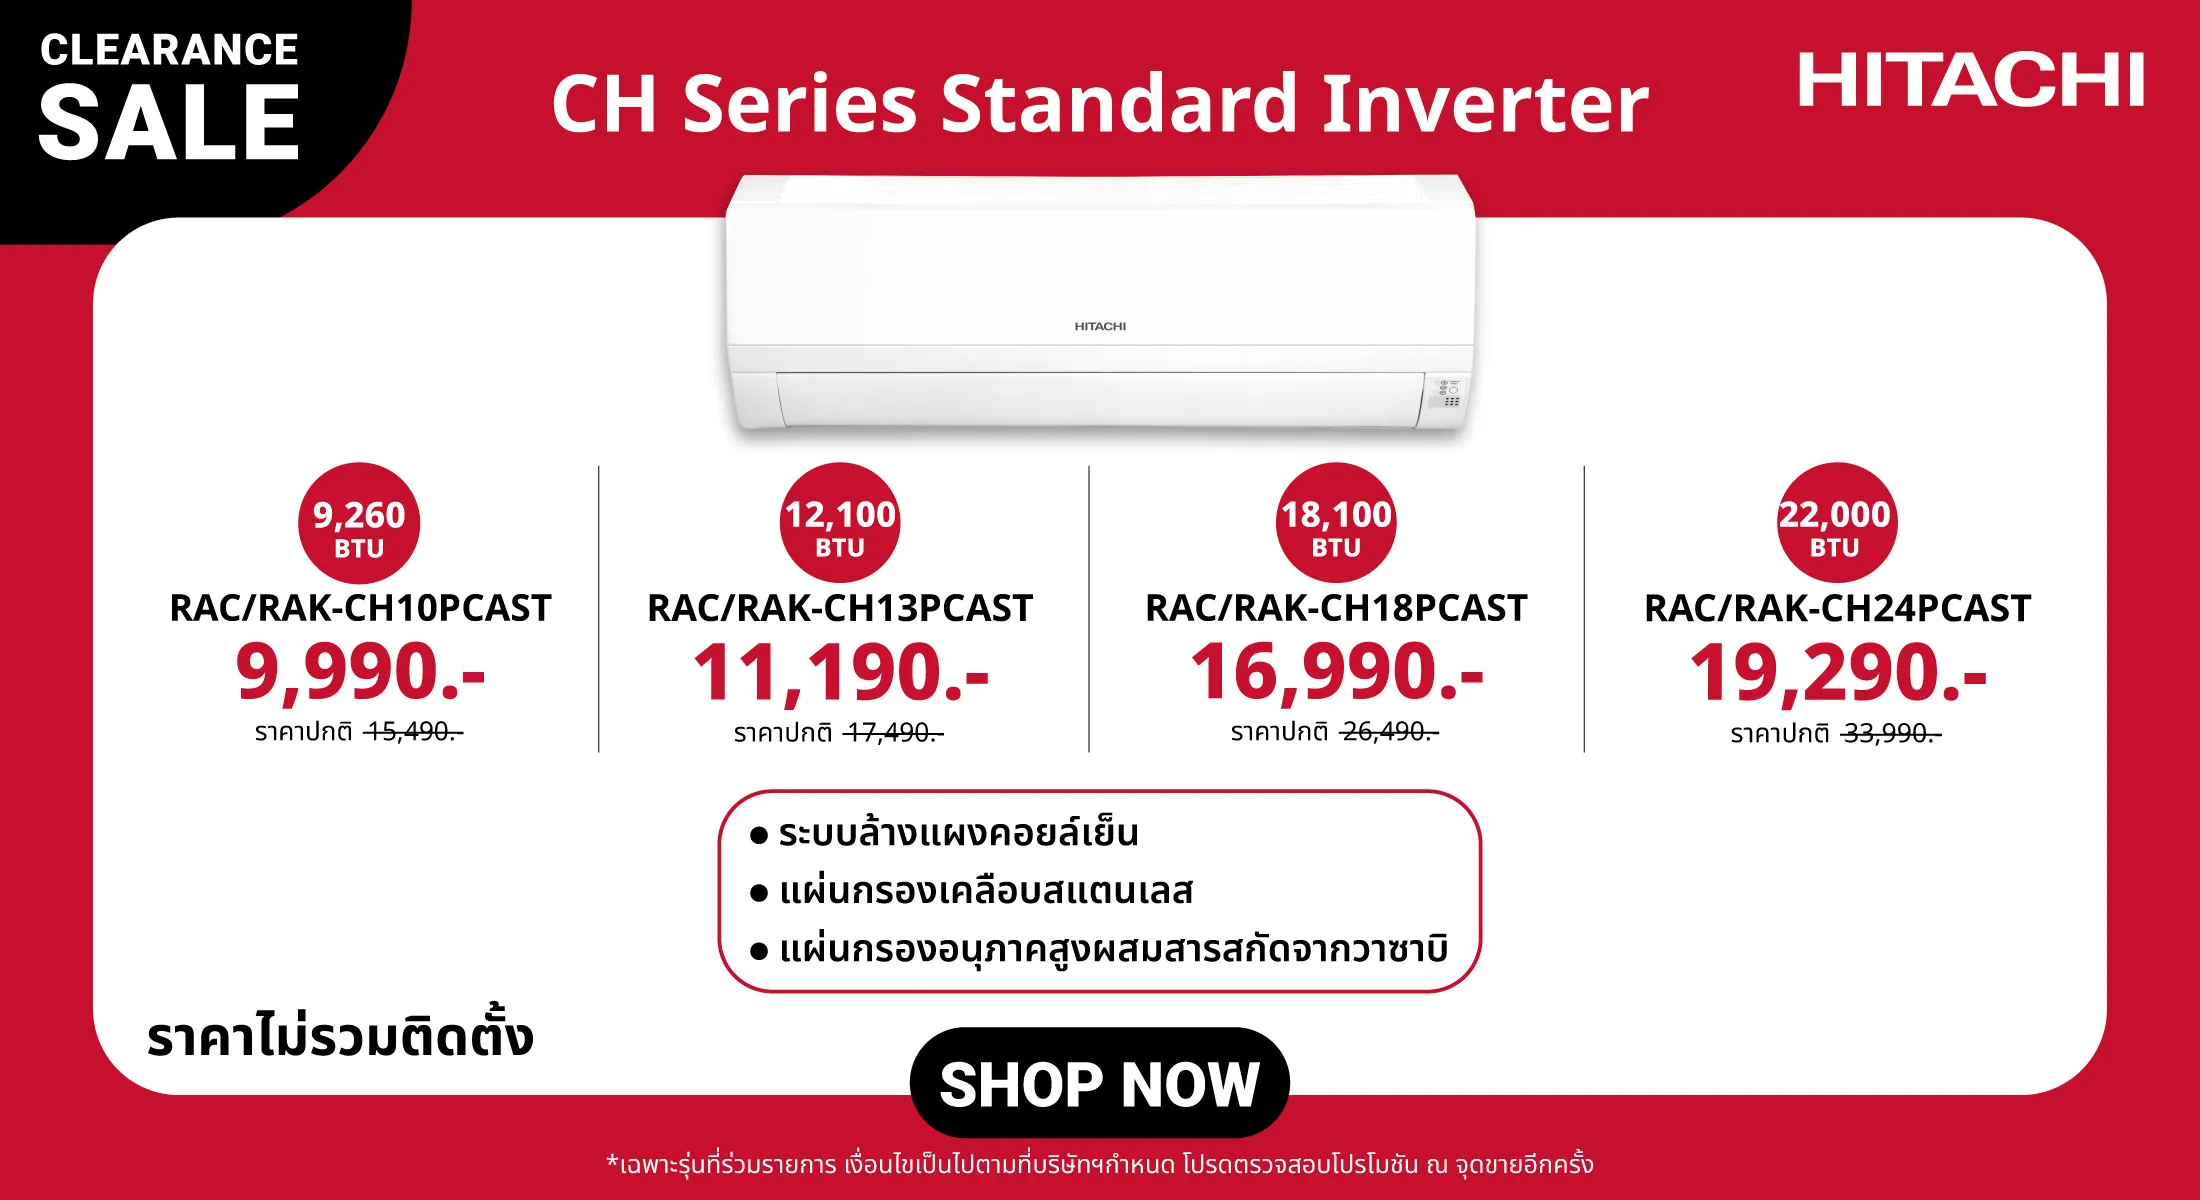 CLEARANCE
SALE
CH Series Standard Inverter
HITACHI
HITACHI
9,260
BTU
RAC/RAK-CH10PCAST
9,990.-
ราคาปกติ 15,490.-
12,100
BTU
RAC/RAK-CH13PCAST
11,190.-
ราคาปกติ 17,490.-
18,100
BTU
RAC/RAK-CH18PCAST
16,990.-
ราคาปกติ 26,490.-
22,000
BTU
RAC/RAK-CH24PCAST
19,290.-
ราคาปกติ 33,990.-
● ระบบล้างแผงคอยล์เย็น
● แผ่นกรองเคลือบสแตนเลส
● แผ่นกรองอนุภาคสูงผสมสารสกัดจากวาซาบิ
ราคาไม่รวมติดตั้ง
SHOP NOW
*เฉพาะรุ่นที่ร่วมรายการ เงื่อนไขเป็นไปตามที่บริษัทฯกำหนด โปรดตรวจสอบโปรโมชัน ณ จุดขายอีกครั้ง